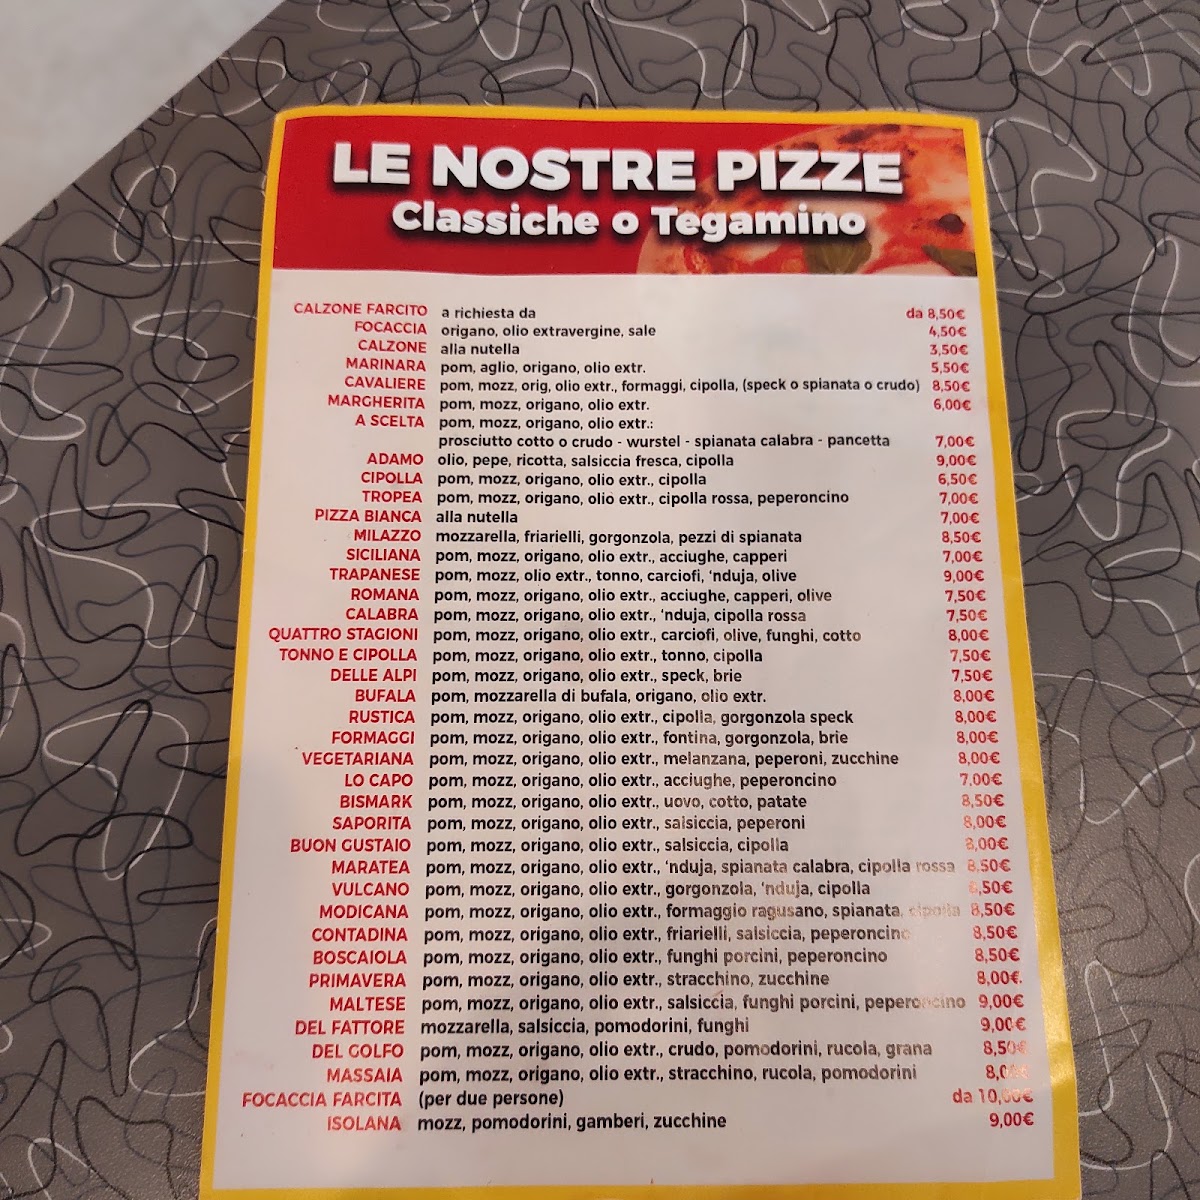 LE NOSTRE PIZZE
Classiche o Tegamino
CALZONE FARCITO a richiesta da da 8,50€
FOCACCIA origano, olio extravergine, sale 4,50€
CALZONE alla nutella 3,50€
MARINARA pom, aglio, origano, olio extr. 5,50€
CAVALIERE pom, mozz, orig, olio extr., formaggi, cipolla, (speck o spianata o crudo) 8,50€
MARGHERITA pom, mozz, origano, olio extr. 6,00€
A SCELTA pom, mozz, origano, olio extr.:
prosciutto cotto o crudo - wurstel - spianata calabra - pancetta 7,00€
ADAMO olio, pepe, ricotta, salsiccia fresca, cipolla 9,00€
CIPOLLA pom, mozz, origano, olio extr., cipolla 6,50€
TROPEA pom, mozz, origano, olio extr., cipolla rossa, peperoncino 7,00€
PIZZA BIANCA alla nutella 7,00€
MILAZZO mozzarella, friarielli, gorgonzola, pezzi di spianata 8,50€
SICILIANA pom, mozz, origano, olio extr., acciughe, capperi 7,00€
TRAPANESE pom, mozz, olio extr., tonno, carciofi, ‘nduja, olive 9,00€
ROMANA pom, mozz, origano, olio extr., acciughe, capperi, olive 7,50€
CALABRA pom, mozz, origano, olio extr., ‘nduja, cipolla rossa 7,50€
QUATTRO STAGIONI pom, mozz, origano, olio extr., carciofi, olive, funghi, cotto 8,00€
TONNO E CIPOLLA pom, mozz, origano, olio extr., tonno, cipolla 7,50€
DELLE ALPI pom, mozz, origano, olio extr., speck, brie 7,50€
BUFALA pom, mozzarella di bufala, origano, olio extr. 8,00€
RUSTICA pom, mozz, origano, olio extr., cipolla, gorgonzola speck 8,00€
FORMAGGI pom, mozz, origano, olio extr., fontina, gorgonzola, brie 8,00€
VEGETARIANA pom, mozz, origano, olio extr., melanzana, peperoni, zucchine 8,00€
LO CAPO pom, mozz, origano, olio extr., acciughe, peperoncino 7,00€
BISMARK pom, mozz, origano, olio extr., uovo, cotto, patate 8,50€
SAPORITA pom, mozz, origano, olio extr., salsiccia, peperoni 8,00€
BUON GUSTAIO pom, mozz, origano, olio extr., salsiccia, cipolla 8,00€
MARATEA pom, mozz, origano, olio extr., ‘nduja, spianata calabra, cipolla rossa 8,50€
VULCANO pom, mozz, origano, olio extr., gorgonzola, ‘nduja, cipolla
MODICANA pom, mozz, origano, olio extr., formaggio ragusano, spianata, cipolla 8,50€
CONTADINA pom, mozz, origano, olio extr., friarielli, salsiccia, peperoncino 8,50€
BOSCAIOLA pom, mozz, origano, olio extr., funghi porcini, peperoncino 8,50€
PRIMAVERA pom, mozz, origano, olio extr., stracchino, zucchine 8,00€.
MALTESE pom, mozz, origano, olio extr., salsiccia, funghi porcini, peperoncino 9,00€
DEL FATTORE mozzarella, salsiccia, pomodorini, funghi 9,00€
DEL GOLFO pom, mozz, origano, olio extr., crudo, pomodorini, rucola, grana 8,50€
MASSAIA pom, mozz, origano, olio extr., stracchino, rucola, pomodorini 8,00€
FOCACCIA FARCITA (per due persone) da 10,00€
ISOLANA mozz, pomodorini, gamberi, zucchine 9,00€